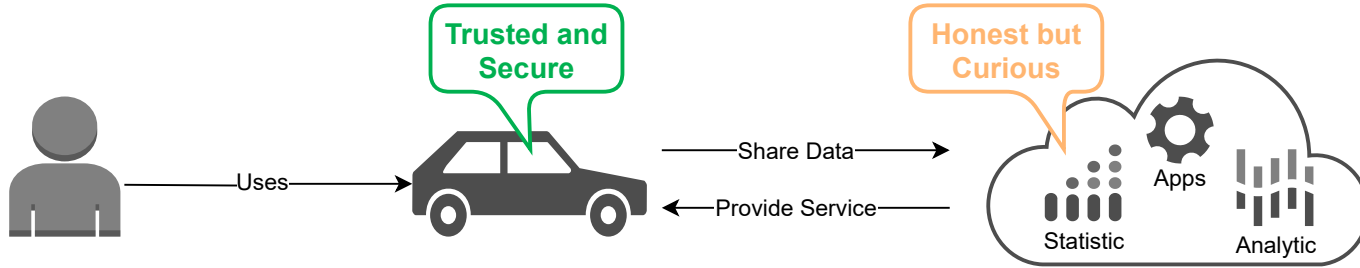 Trusted and
Secure
Honest but
Curious
Uses
Share Data
Provide Service
Apps
Statistic
Analytic